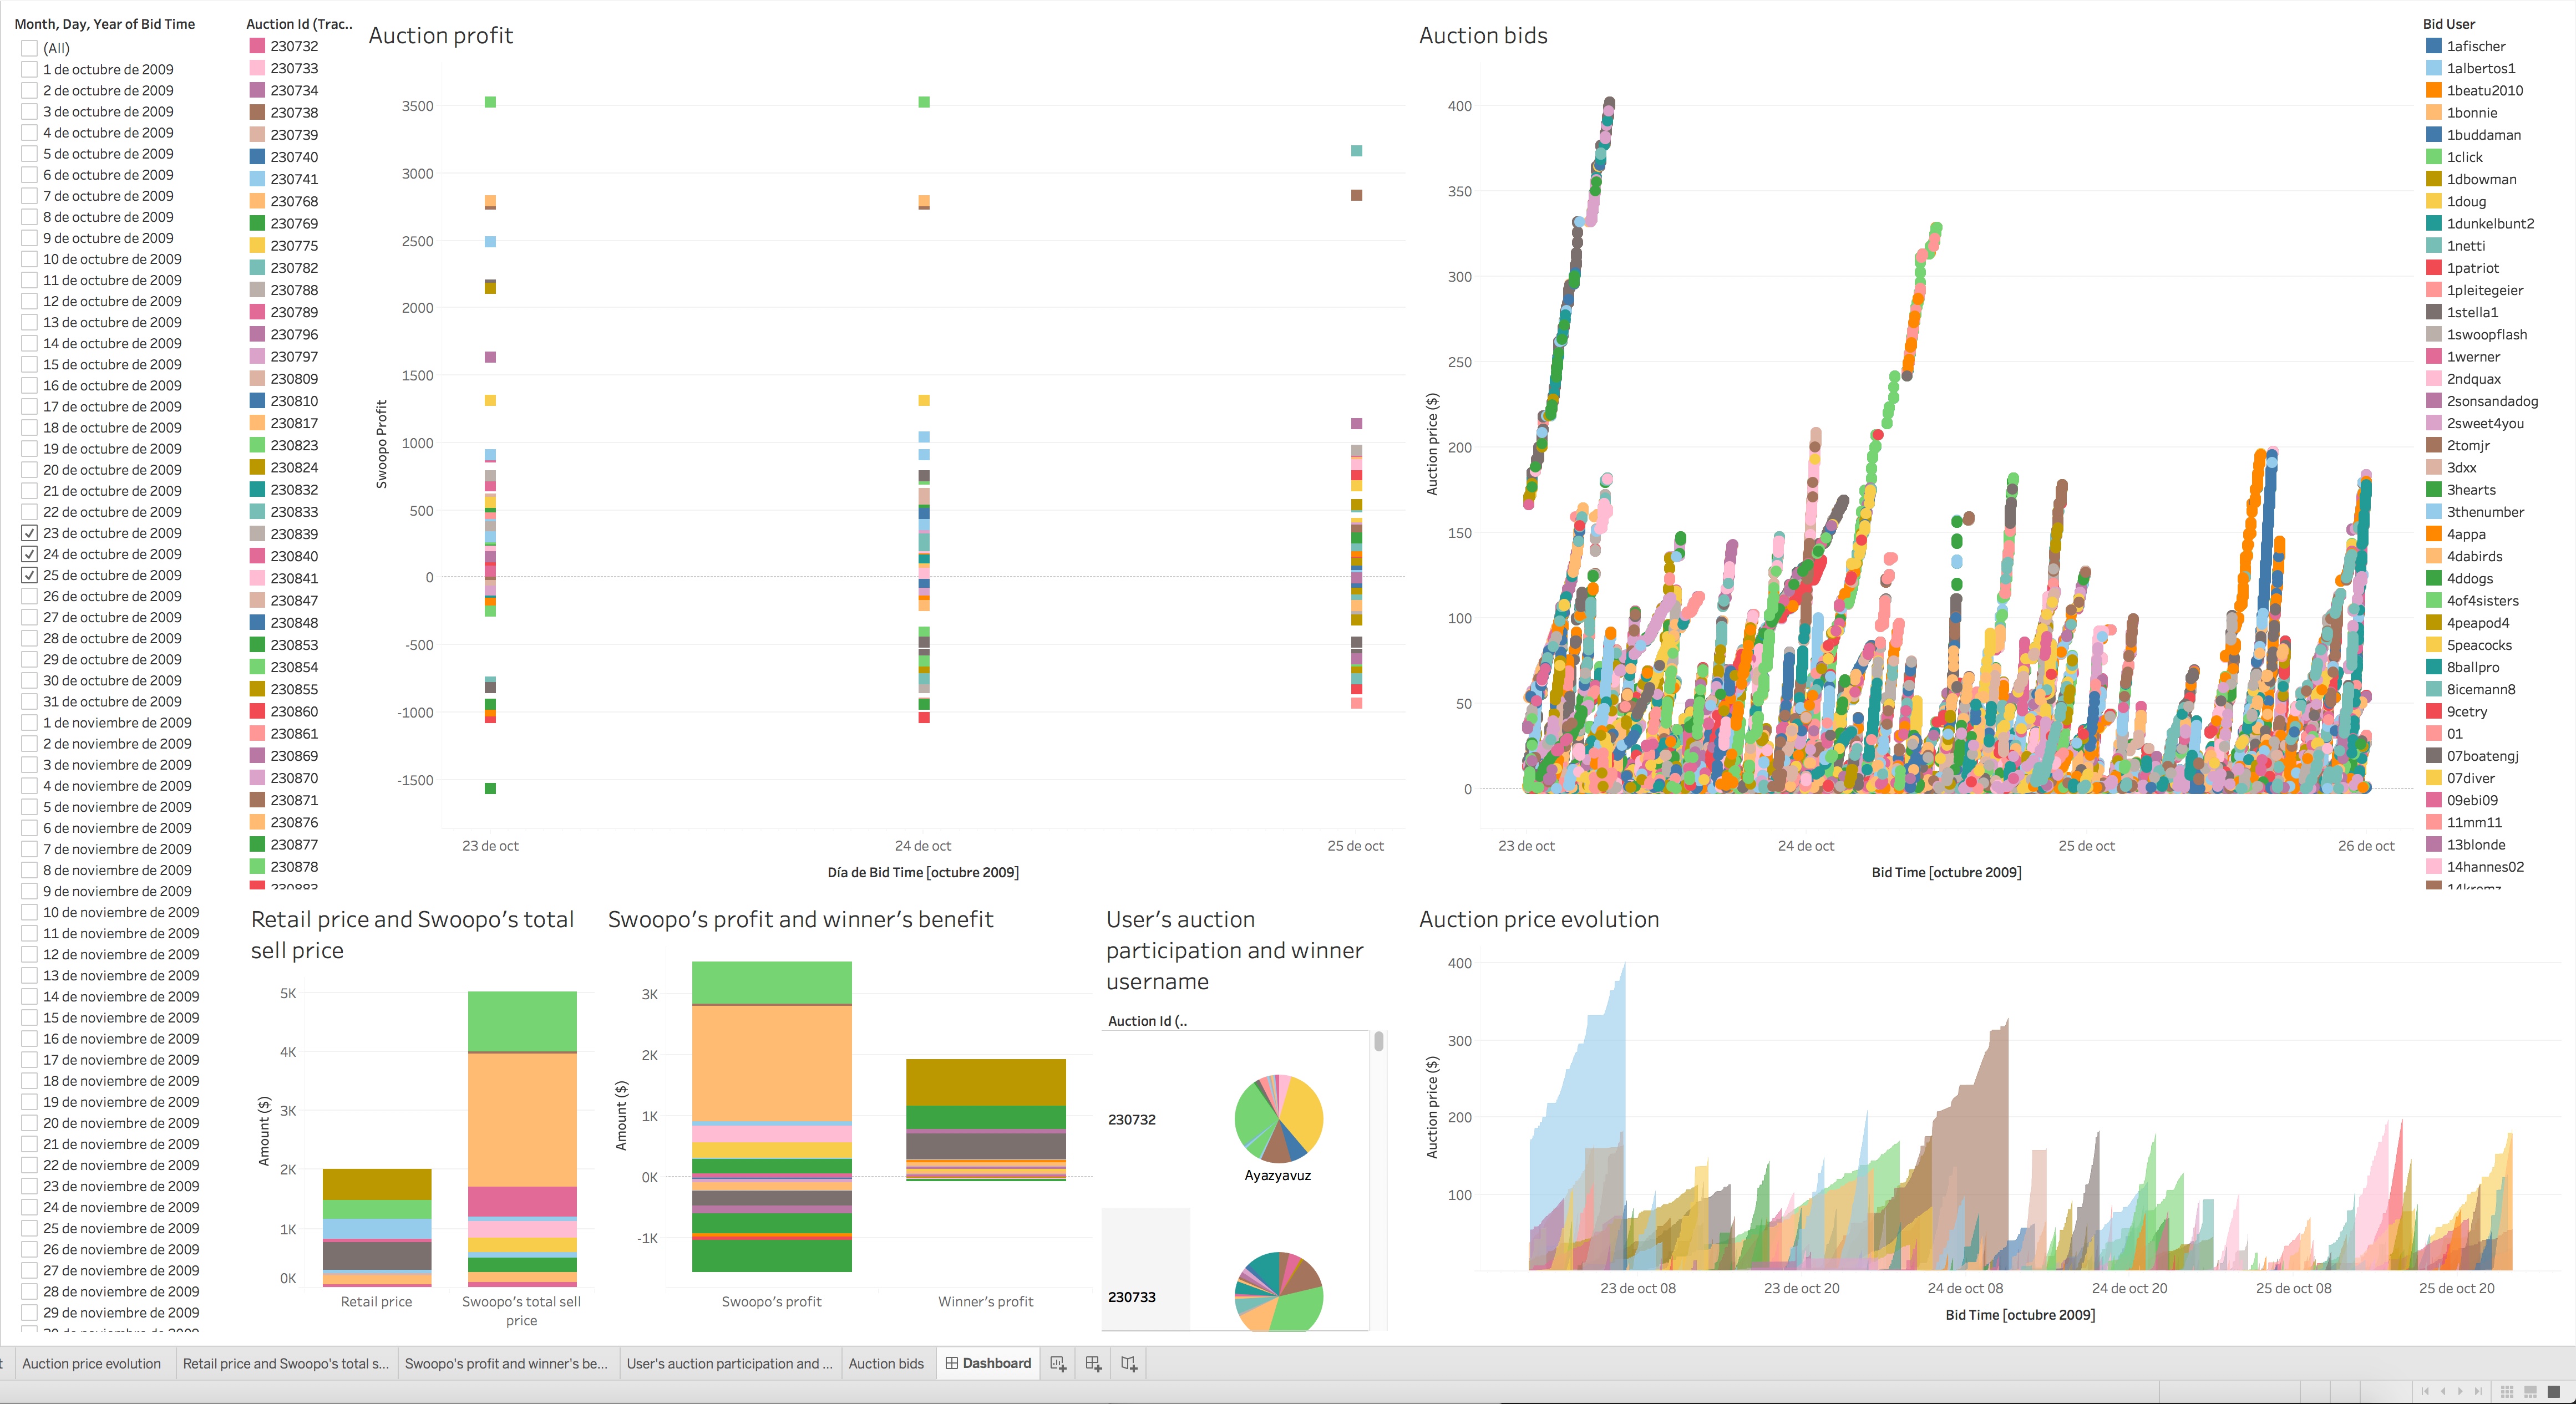 Month, Day, Year of Bid Time
(All)
1 de octubre de 2009
2 de octubre de 2009
3 de octubre de 2009
4 de octubre de 2009
5 de octubre de 2009
6 de octubre de 2009
7 de octubre de 2009
8 de octubre de 2009
9 de octubre de 2009
10 de octubre de 2009
11 de octubre de 2009
12 de octubre de 2009
13 de octubre de 2009
14 de octubre de 2009
15 de octubre de 2009
16 de octubre de 2009
17 de octubre de 2009
18 de octubre de 2009
19 de octubre de 2009
20 de octubre de 2009
21 de octubre de 2009
22 de octubre de 2009
23 de octubre de 2009
24 de octubre de 2009
25 de octubre de 2009
26 de octubre de 2009
27 de octubre de 2009
28 de octubre de 2009
29 de octubre de 2009
30 de octubre de 2009
31 de octubre de 2009
1 de noviembre de 2009
2 de noviembre de 2009
3 de noviembre de 2009
4 de noviembre de 2009
5 de noviembre de 2009
6 de noviembre de 2009
7 de noviembre de 2009
8 de noviembre de 2009
9 de noviembre de 2009
10 de noviembre de 2009
11 de noviembre de 2009
12 de noviembre de 2009
13 de noviembre de 2009
14 de noviembre de 2009
15 de noviembre de 2009
16 de noviembre de 2009
17 de noviembre de 2009
18 de noviembre de 2009
19 de noviembre de 2009
20 de noviembre de 2009
21 de noviembre de 2009
22 de noviembre de 2009
23 de noviembre de 2009
24 de noviembre de 2009
25 de noviembre de 2009
26 de noviembre de 2009
27 de noviembre de 2009
28 de noviembre de 2009
29 de noviembre de 2009
Auction Id (Trac..
230732
230733
230734
230738
230739
230740
230741
230768
230769
230775
230782
230788
230789
230796
230797
230809
230810
230817
230823
230824
230832
230833
230839
230840
230841
230847
230848
230853
230854
230855
230860
230861
230869
230870
230871
230876
230877
230878
230883
Auction profit
Swoopo Profit
3500
3000
2500
2000
1500
1000
500
0
-500
-1000
-1500
23 de oct
24 de oct
25 de oct
Día de Bid Time [octubre 2009]
Auction bids
Auction price ($)
400
350
300
250
200
150
100
50
0
23 de oct
24 de oct
25 de oct
26 de oct
Bid Time [octubre 2009]
Bid User
1afischer
1albertos1
1beatu2010
1bonnie
1buddaman
1click
1dbowman
1doug
1dunkelbunt2
1netti
1patriot
1pleitegeier
1stella1
1swoopflash
1werner
2ndquax
2sonsandadog
2sweet4you
2tomjr
3dxx
3hearts
3thenumber
4appa
4dabirds
4ddogs
4of4sisters
4peapod4
5peacocks
8ballpro
8icemann8
9cetry
01
07boatengj
07diver
09ebi09
11mm11
13blonde
14hannes02
Retail price and Swoopo's total
sell price
Amount ($)
5K
4K
3K
2K
1K
0K
Retail price
Swoopo's total sell
price
Swoopo's profit and winner's benefit
Amount ($)
3K
2K
1K
0K
-1K
Swoopo's profit
Winner's profit
User's auction
participation and winner
username
Auction Id (..
230732
Ayazyavuz
230733
Auction price evolution
Auction price ($)
400
300
200
100
23 de oct 08
23 de oct 20
24 de oct 08
24 de oct 20
25 de oct 08
25 de oct 20
Bid Time [octubre 2009]
Auction price evolution
Retail price and Swoopo's total s...
Swoopo's profit and winner's be...
User's auction participation and ...
Auction bids
Dashboard